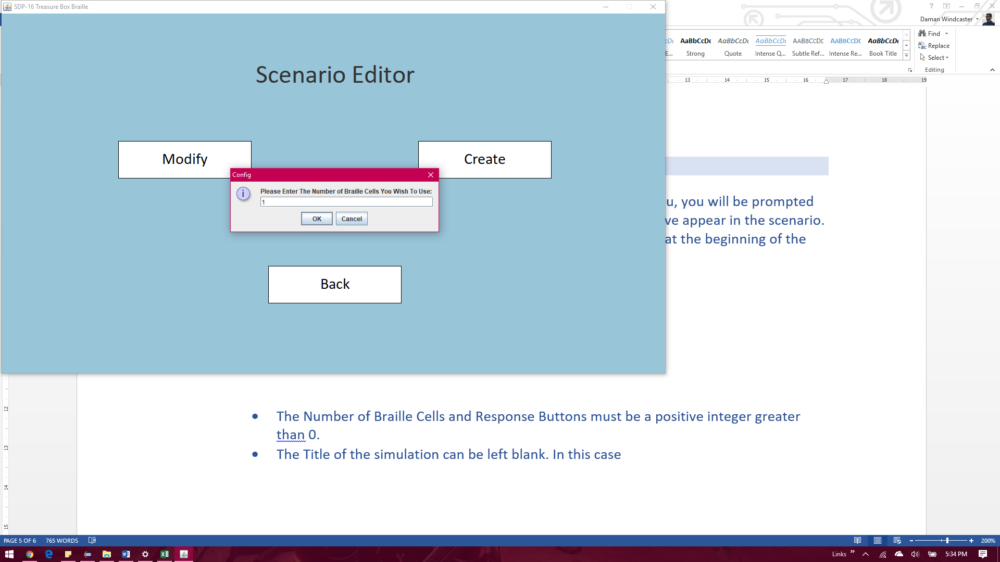 SDP-16 Treasure Box Braille
Scenario Editor
Modify
Create
Config
Please Enter The Number of Braille Cells You Wish To Use:
1
OK
Cancel
Back
Daman Windcaster
AaBbCcDc
AaBbCcDc
AaBbCcDc
AABBCCDE
AABBCCDE
AaBbCcDc
E...
Strong
Quote
Intense Q...
Subtle Ref...
Intense Re...
Book Title
Find
Replace
Select
Editing
13 14 15 16 17 18 19
u, you will be prompted
ve appear in the scenario.
at the beginning of the
12
13
14
15
The Number of Braille Cells and Response Buttons must be a positive integer greater
than 0.
The Title of the simulation can be left blank. In this case
PAGE 5 OF 6 765 WORDS
200%
Links
5:34 PM